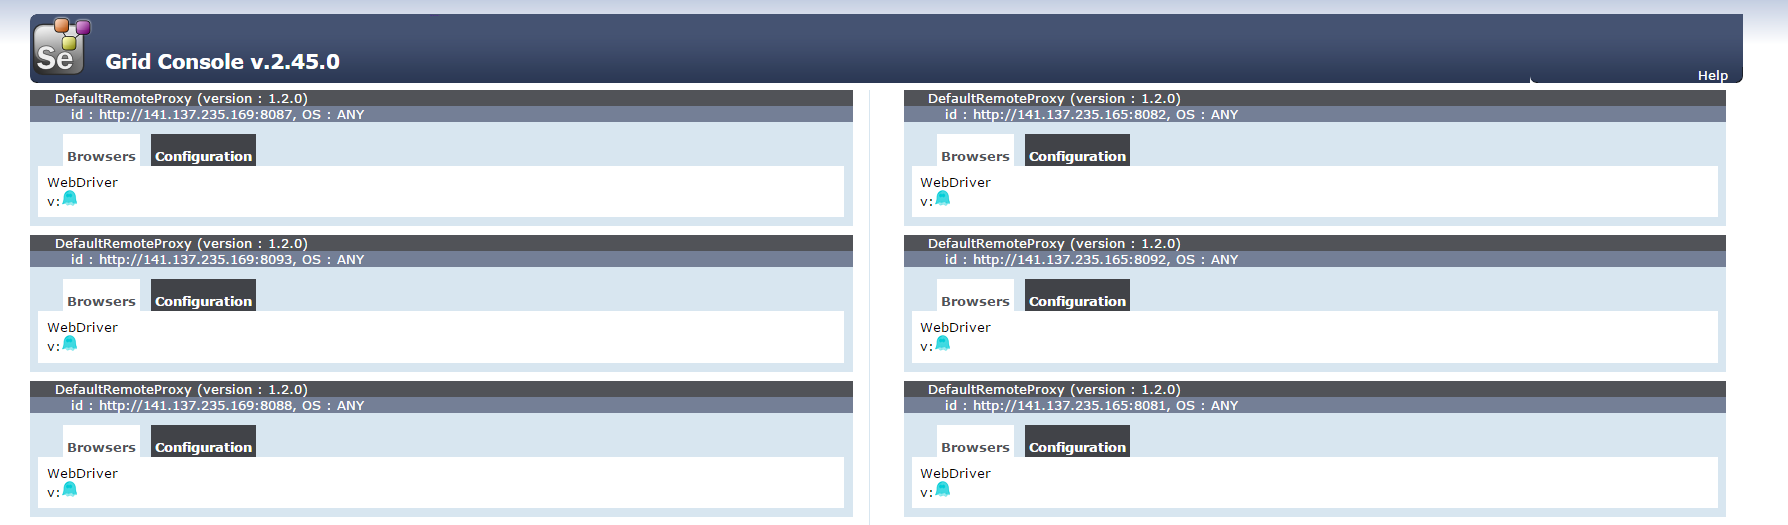 Se
Grid Console v.2.45.0
Help
DefaultRemoteProxy (version : 1.2.0)
id : http://141.137.235.169:8087, OS : ANY
Browsers Configuration
WebDriver
v:
DefaultRemoteProxy (version : 1.2.0)
id : http://141.137.235.169:8093, OS : ANY
Browsers Configuration
WebDriver
v:
DefaultRemoteProxy (version : 1.2.0)
id : http://141.137.235.169:8088, OS : ANY
Browsers Configuration
WebDriver
v:
DefaultRemoteProxy (version : 1.2.0)
id : http://141.137.235.165:8082, OS : ANY
Browsers Configuration
WebDriver
v:
DefaultRemoteProxy (version : 1.2.0)
id : http://141.137.235.165:8092, OS : ANY
Browsers Configuration
WebDriver
v:
DefaultRemoteProxy (version : 1.2.0)
id : http://141.137.235.165:8081, OS : ANY
Browsers Configuration
WebDriver
v: